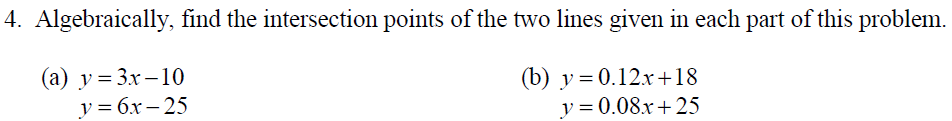 4. Algebraically, find the intersection points of the two lines given in each part of this problem.
(a) y = 3x – 10
y = 6x – 25
(b) y = 0.12x + 18
y = 0.08x + 25